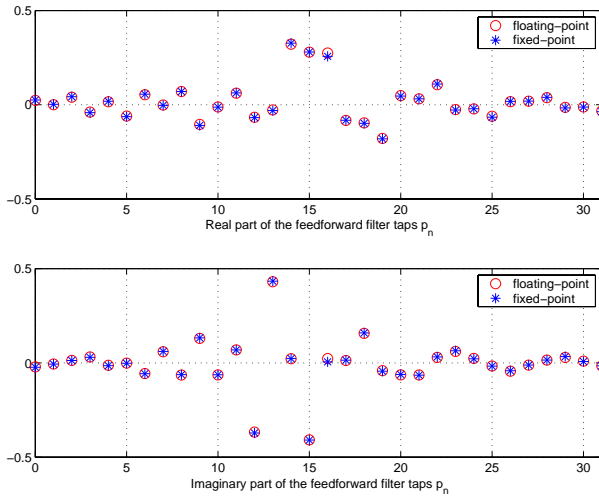 0.5
floating-point
fixed-point
0
−0.5
0 5 10 15 20 25 30
Real part of the feedforward filter taps pn
0.5
floating-point
fixed-point
0
−0.5
0 5 10 15 20 25 30
Imaginary part of the feedforward filter taps pn